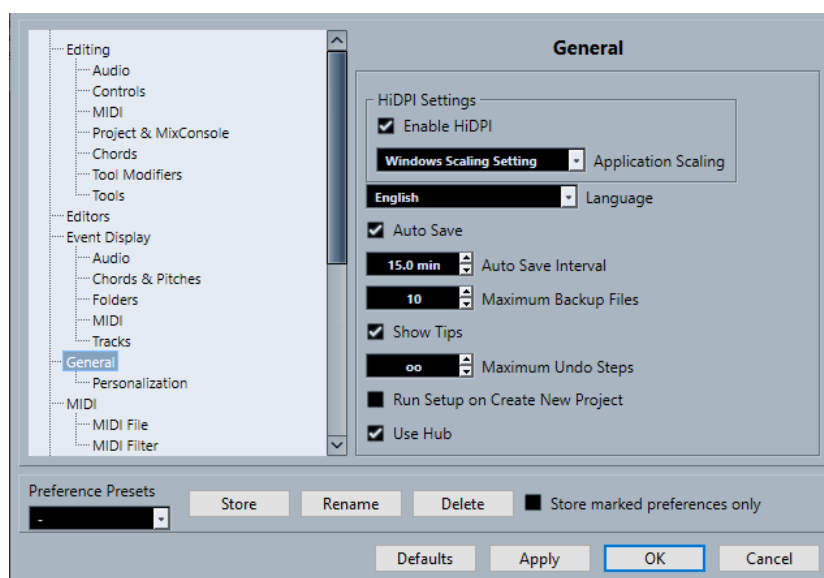 Editing
Audio
Controls
MIDI
Project & MixConsole
Chords
Tool Modifiers
Tools
Editors
Event Display
Audio
Chords & Pitches
Folders
MIDI
Tracks
General
Personalization
MIDI
MIDI File
MIDI Filter
General
HiDPI Settings
Enable HiDPI
Windows Scaling Setting Application Scaling
English Language
Auto Save
15.0 min Auto Save Interval
10 Maximum Backup Files
Show Tips
oo Maximum Undo Steps
Run Setup on Create New Project
Use Hub
Preference Presets
-
Store Rename Delete Store marked preferences only
Defaults Apply OK Cancel